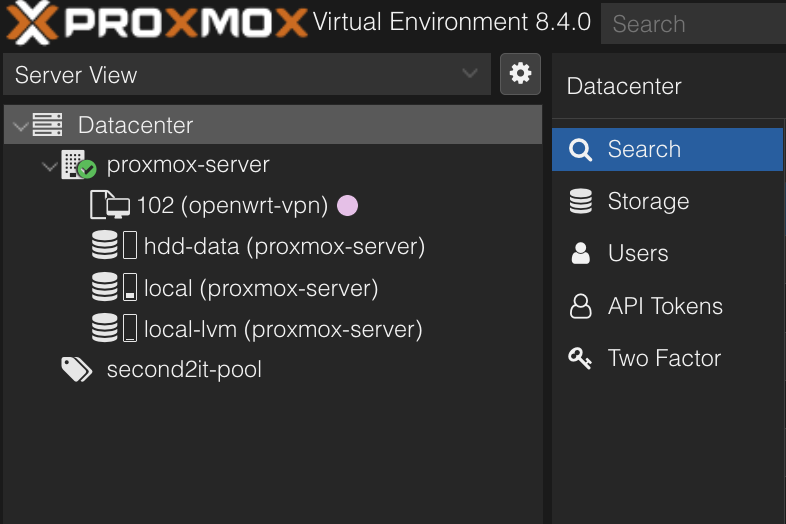 PROXMOX Virtual Environment 8.4.0 Search
Server View
Datacenter
proxmox-server
102 (openwrt-vpn)
hdd-data (proxmox-server)
local (proxmox-server)
local-lvm (proxmox-server)
second2it-pool
Datacenter
Search
Storage
Users
API Tokens
Two Factor